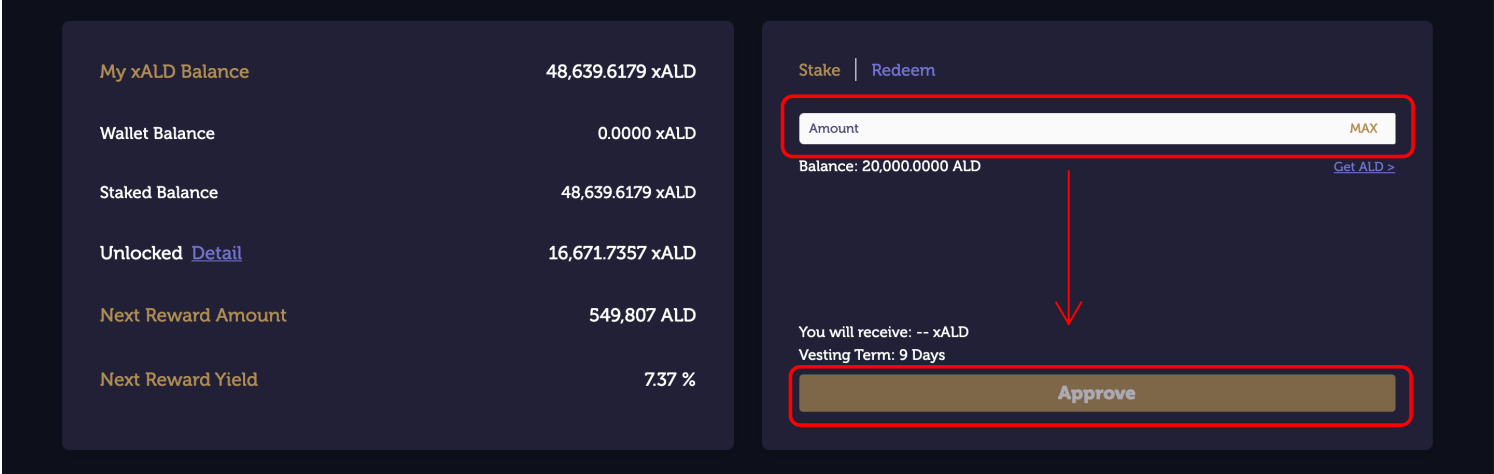 My xALD Balance 48,639.6179 xALD
Wallet Balance 0.0000 xALD
Staked Balance 48,639.6179 xALD
Unlocked Detail 16,671.7357 xALD
Next Reward Amount 549,807 ALD
Next Reward Yield 7.37 %
Stake | Redeem
Amount MAX
Balance: 20,000.0000 ALD Get ALD >
You will receive: -- xALD
Vesting Term: 9 Days
Approve